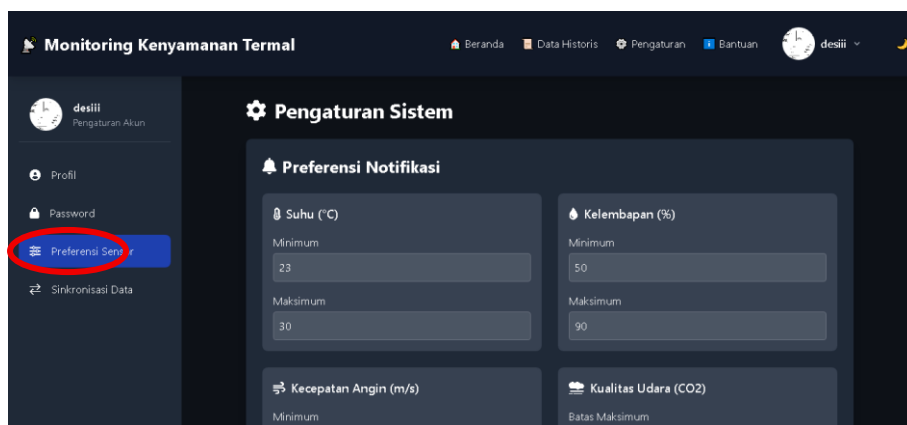 Monitoring Kenyamanan Termal
Beranda
Data Historis
Pengaturan
Bantuan
desiii
desiii
Pengaturan Akun
Profil
Password
Preferensi Sensor
Sinkronisasi Data
Pengaturan Sistem
Preferensi Notifikasi
Suhu (°C)
Minimum
23
Maksimum
30
Kelembapan (%)
Minimum
50
Maksimum
90
Kecepatan Angin (m/s)
Minimum
Kualitas Udara (CO2)
Batas Maksimum